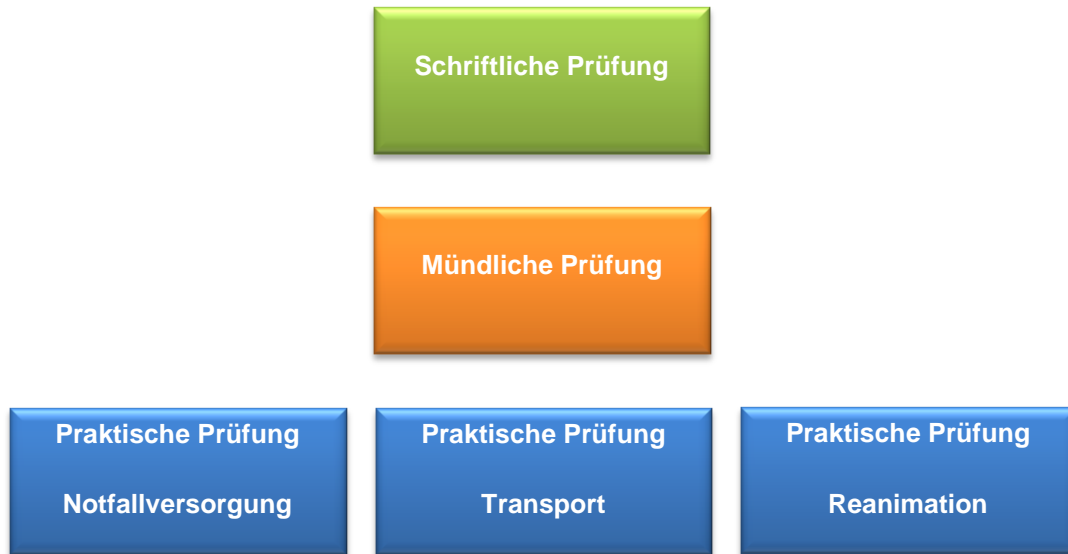 Schriftliche Prüfung
Mündliche Prüfung
Praktische Prüfung
Notfallversorgung
Praktische Prüfung
Transport
Praktische Prüfung
Reanimation